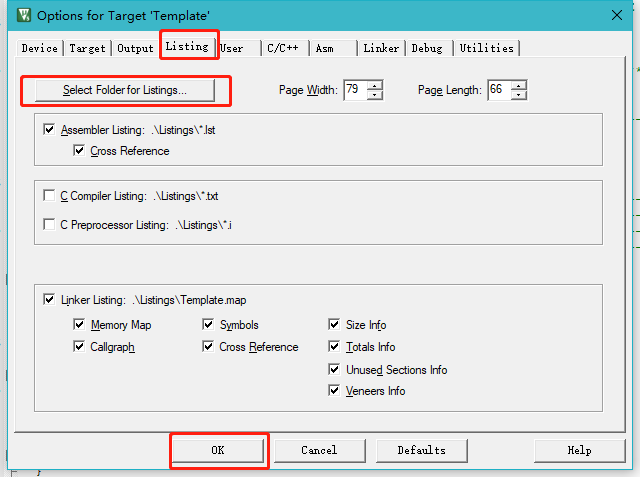 Options for Target 'Template'
Device Target Output Listing User C/C++ Asm Linker Debug Utilities
Select Folder for Listings... Page Width: 79 Page Length: 66
Assembler Listing: .\Listings\*.lst
Cross Reference
C Compiler Listing: .\Listings\*.txt
C Preprocessor Listing: .\Listings\*.i
Linker Listing: .\Listings\Template.map
Memory Map Symbols Size Info
Callgraph Cross Reference Totals Info
Unused Sections Info
Veneers Info
OK Cancel Defaults Help
}